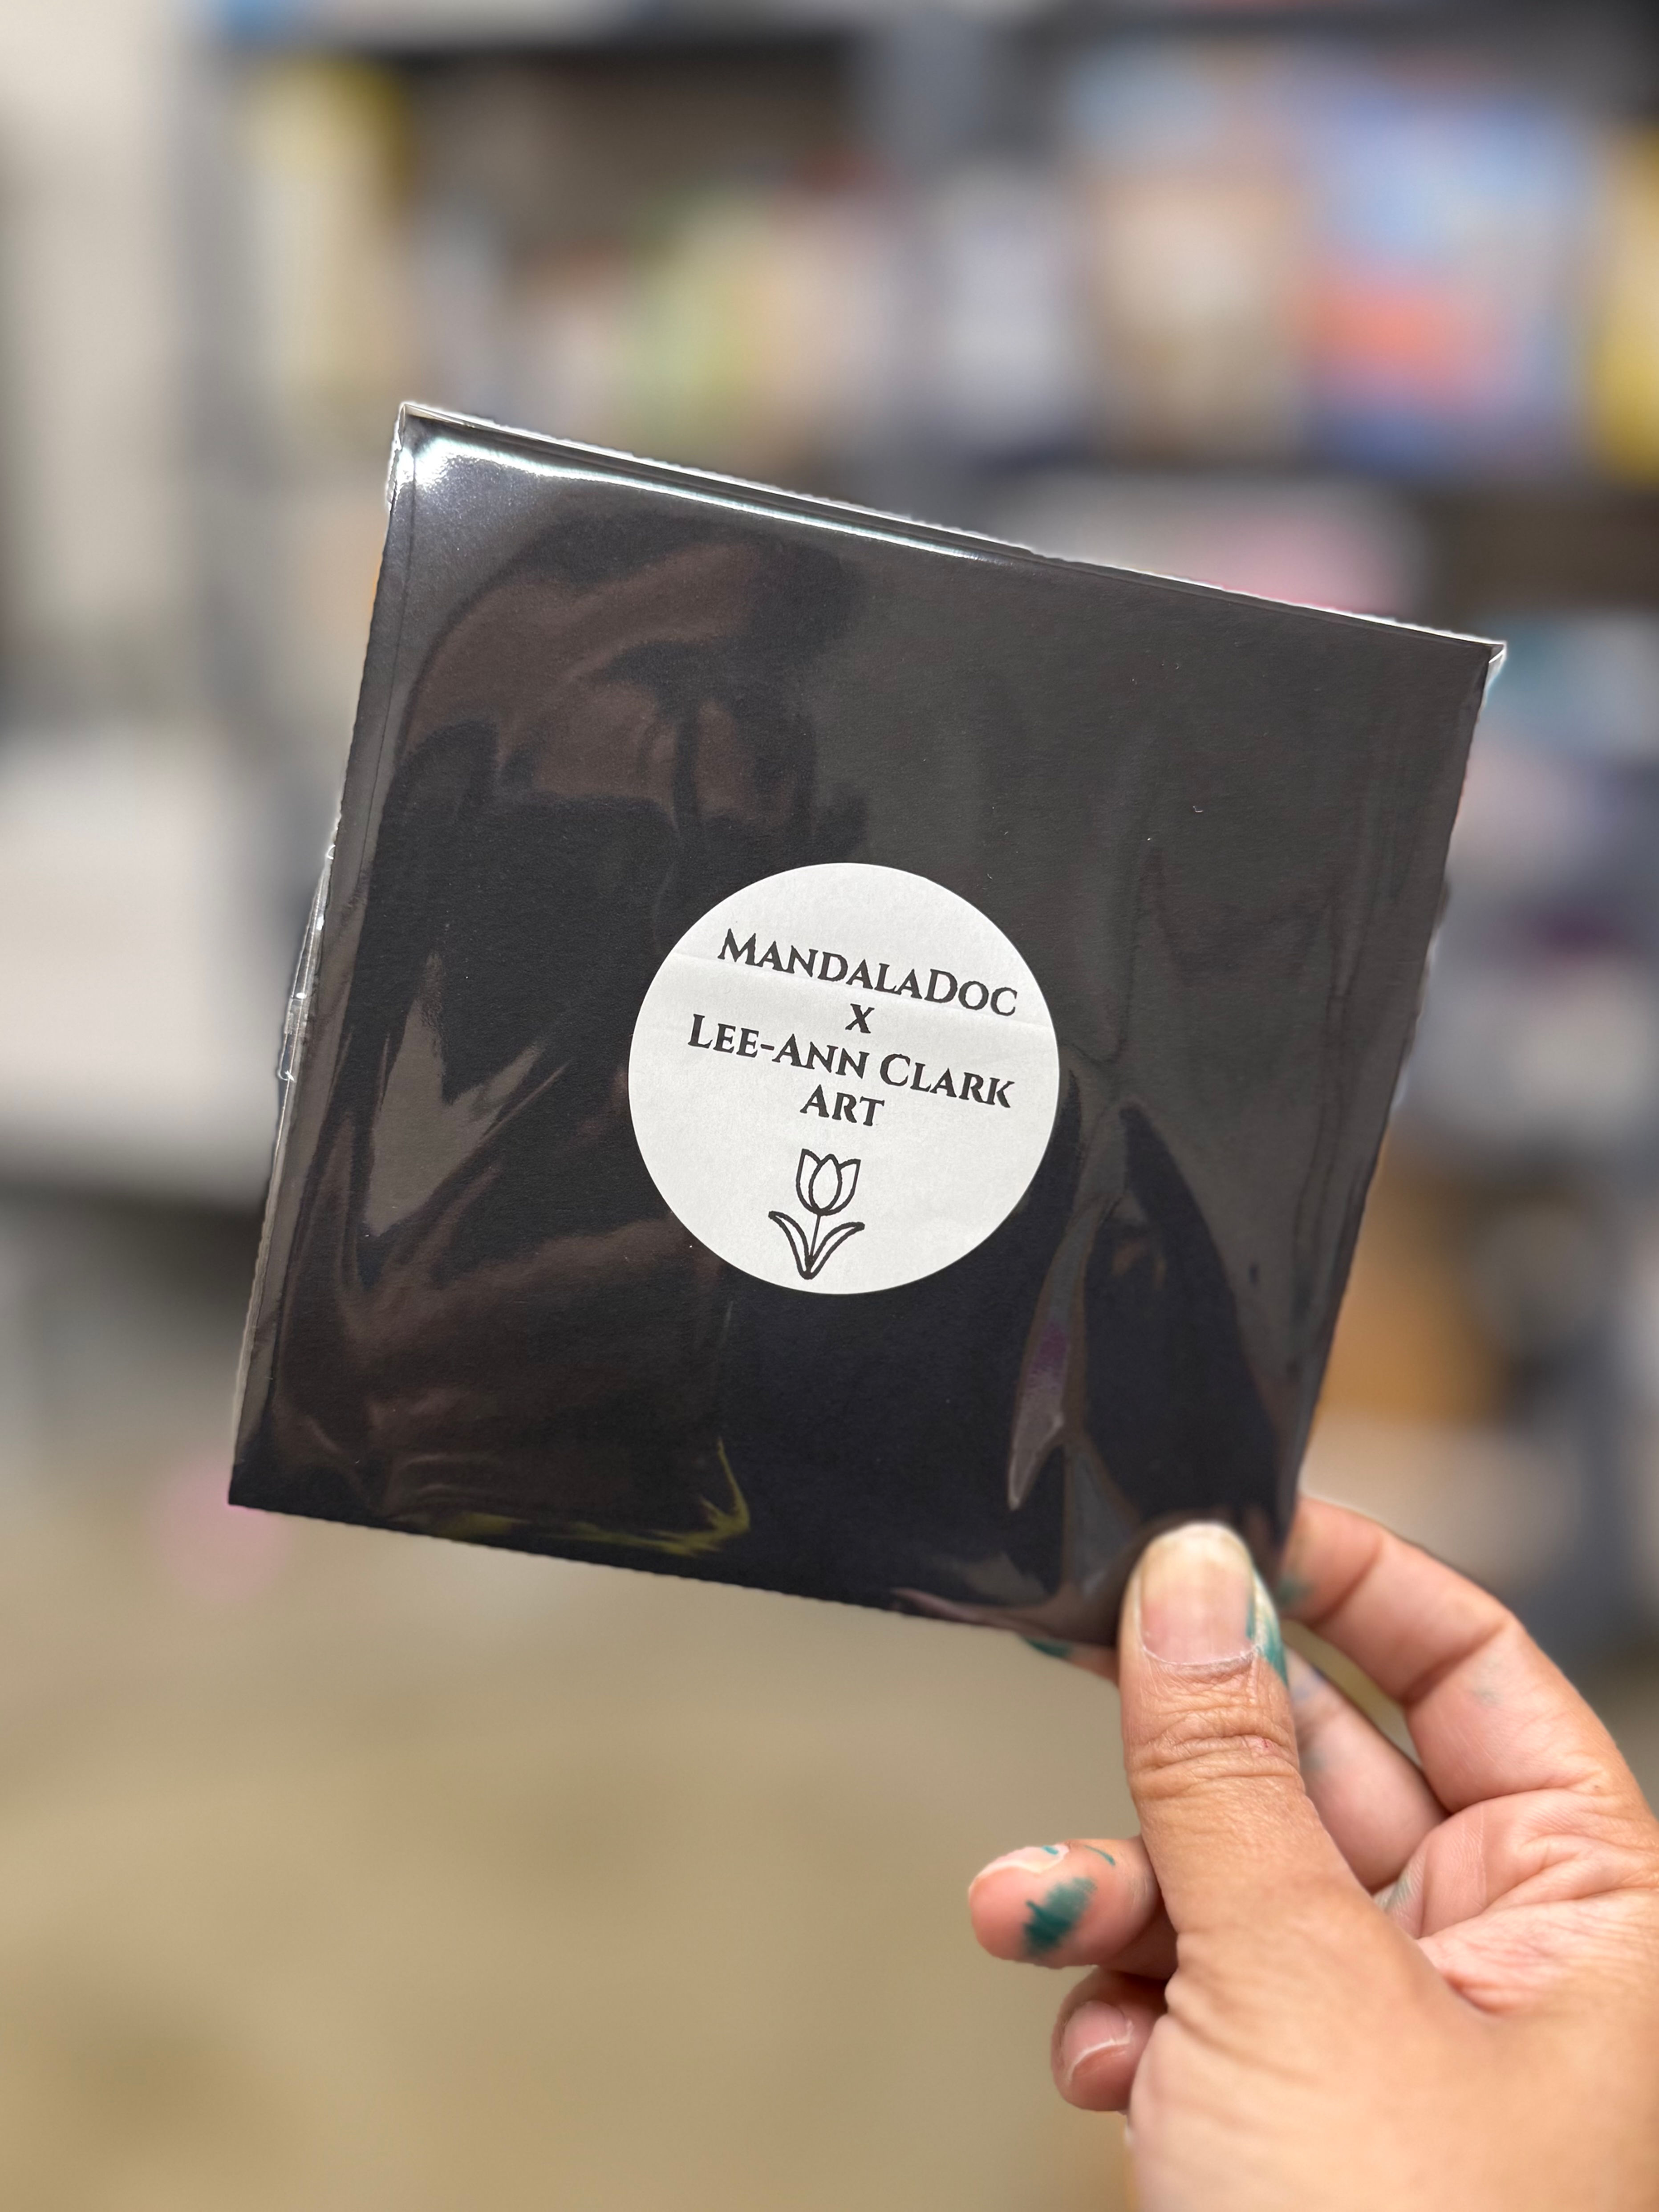 MandalaDoc
x
Lee-Ann Clark
Art